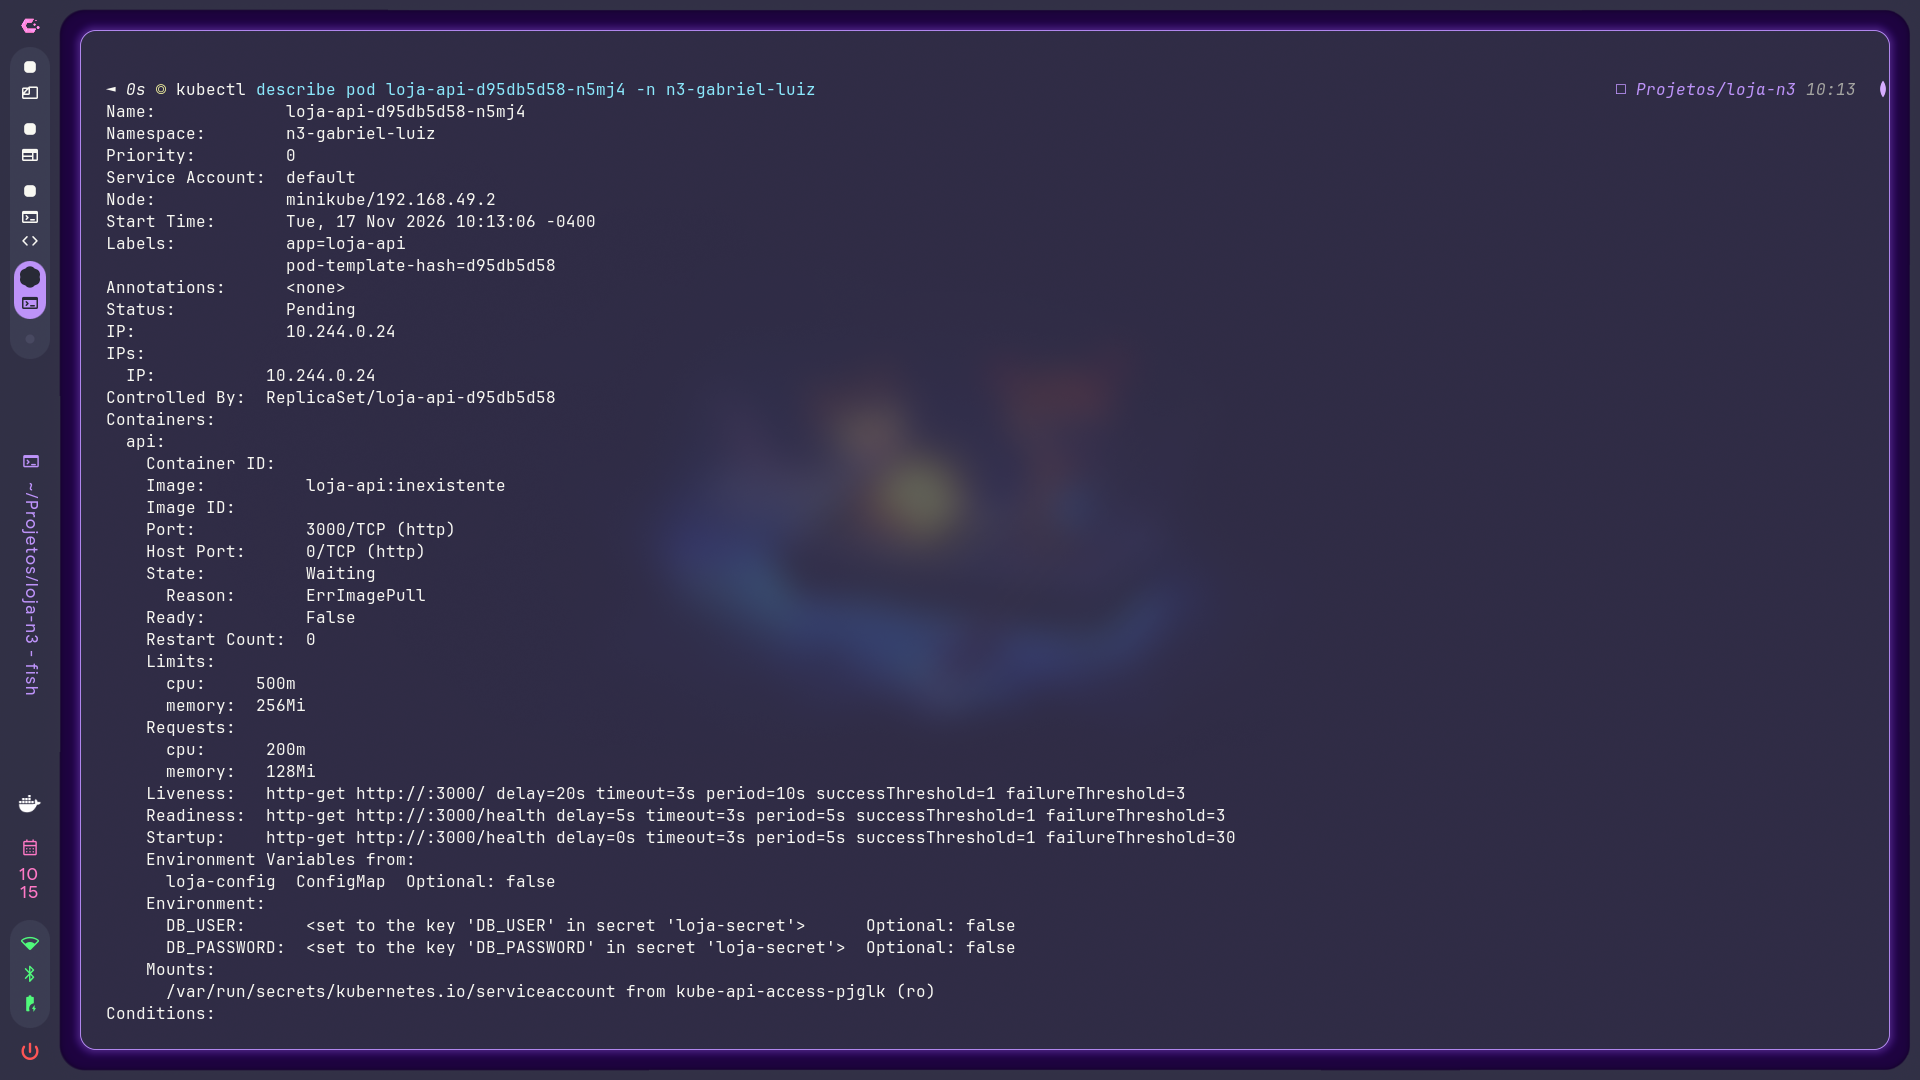 ◄ 0s ◎ kubectl describe pod loja-api-d95db5d58-n5mj4 -n n3-gabriel-luiz □ Projetos/loja-n3 10:13
Name:             loja-api-d95db5d58-n5mj4
Namespace:        n3-gabriel-luiz
Priority:         0
Service Account:  default
Node:             minikube/192.168.49.2
Start Time:       Tue, 17 Nov 2026 10:13:06 -0400
Labels:           app=loja-api
                  pod-template-hash=d95db5d58
Annotations:      <none>
Status:           Pending
IP:               10.244.0.24
IPs:
  IP:           10.244.0.24
Controlled By:  ReplicaSet/loja-api-d95db5d58
Containers:
  api:
    Container ID:
    Image:          loja-api:inexistente
    Image ID:
    Port:           3000/TCP (http)
    Host Port:      0/TCP (http)
    State:          Waiting
      Reason:       ErrImagePull
    Ready:          False
    Restart Count:  0
    Limits:
      cpu:     500m
      memory:  256Mi
    Requests:
      cpu:      200m
      memory:   128Mi
    Liveness:   http-get http://:3000/ delay=20s timeout=3s period=10s successThreshold=1 failureThreshold=3
    Readiness:  http-get http://:3000/health delay=5s timeout=3s period=5s successThreshold=1 failureThreshold=3
    Startup:    http-get http://:3000/health delay=0s timeout=3s period=5s successThreshold=1 failureThreshold=30
    Environment Variables from:
      loja-config  ConfigMap  Optional: false
    Environment:
      DB_USER:      <set to the key 'DB_USER' in secret 'loja-secret'>      Optional: false
      DB_PASSWORD:  <set to the key 'DB_PASSWORD' in secret 'loja-secret'>  Optional: false
    Mounts:
      /var/run/secrets/kubernetes.io/serviceaccount from kube-api-access-pjglk (ro)
Conditions:
~/Projetos/loja-n3 - fish
10
15